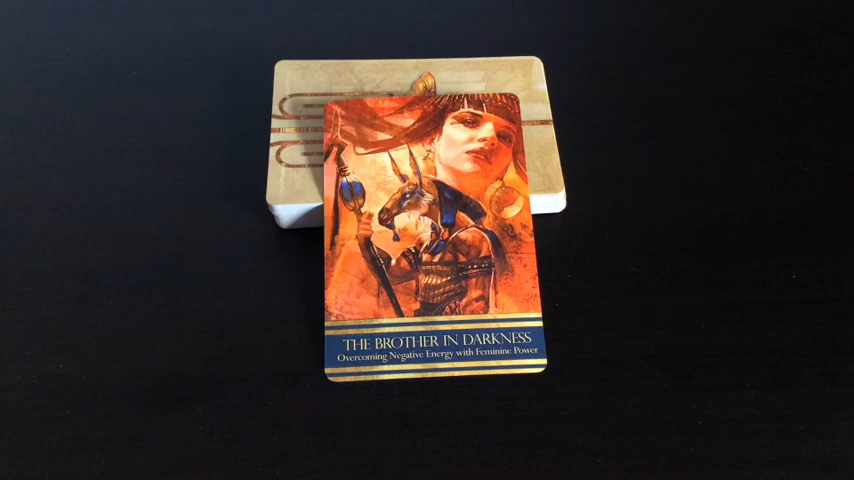 THE BROTHER IN DARKNESS
Overcoming Negative Energy with Feminine Power